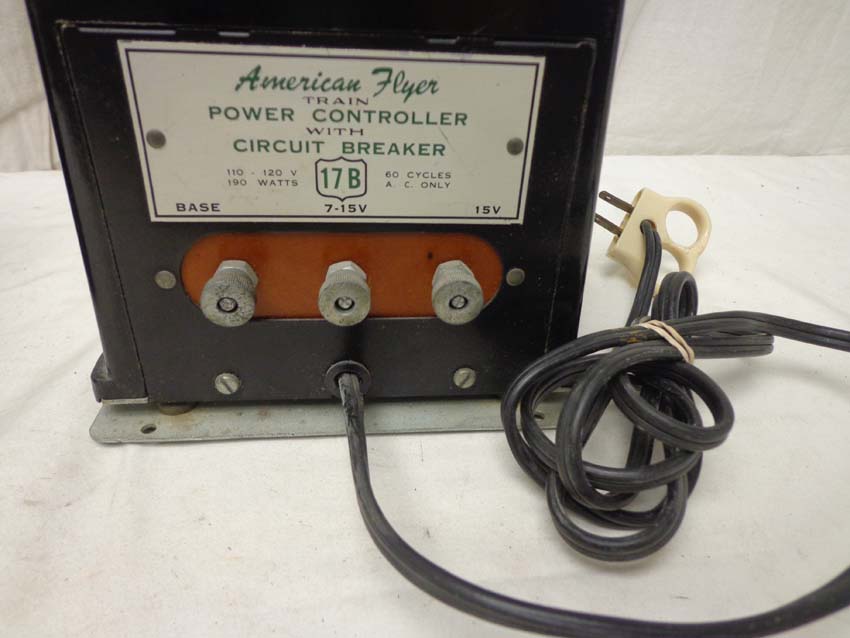 American Flyer
TRAIN
POWER CONTROLLER
WITH
CIRCUIT BREAKER
110 - 120 V
190 WATTS
17B
60 CYCLES
A. C. ONLY
BASE 7-15V 15V